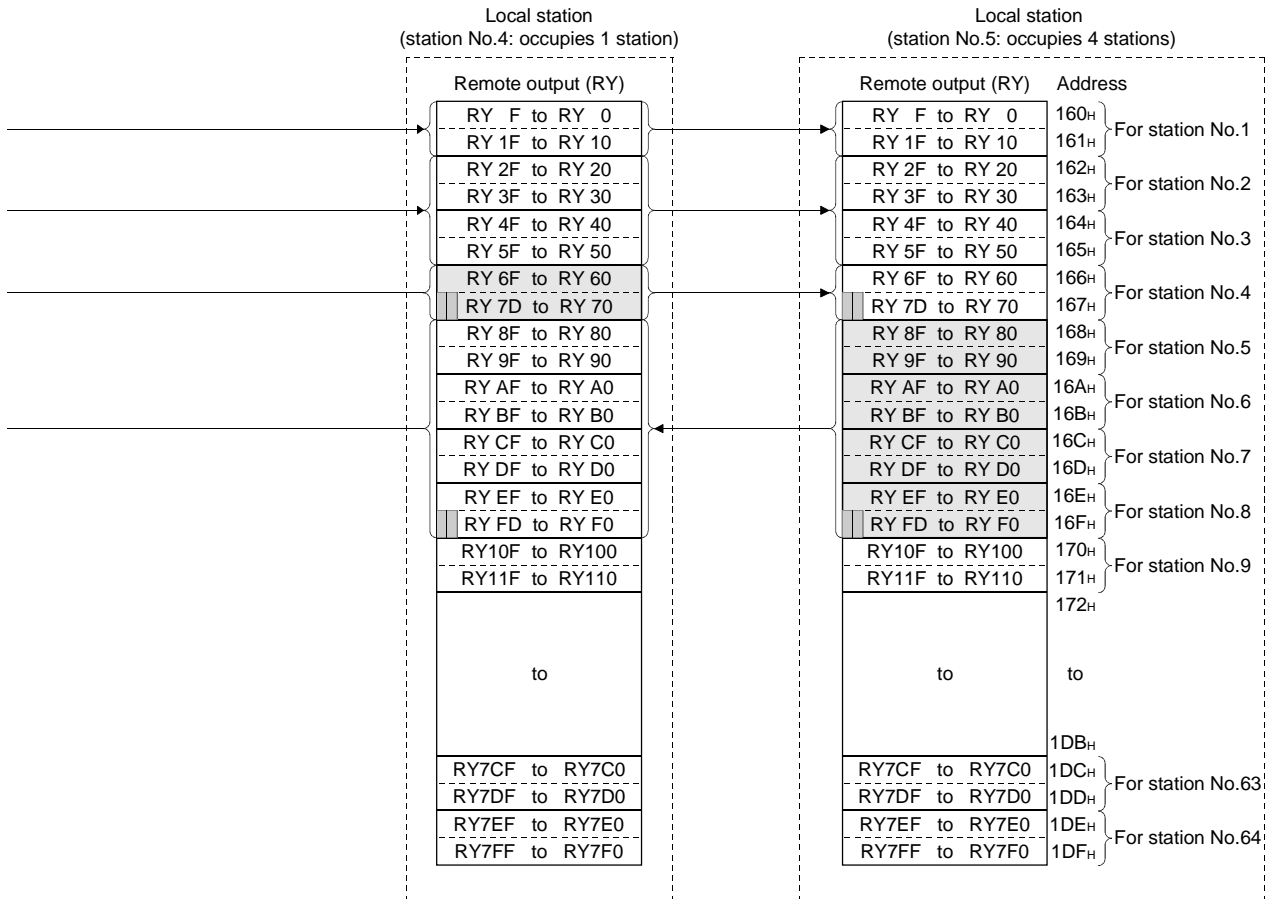 Local station
(station No.4: occupies 1 station)
Local station
(station No.5: occupies 4 stations)
Remote output (RY)
Remote output (RY) Address
RY F to RY 0 RY F to RY 0 160H
RY 1F to RY 10 RY 1F to RY 10 161H
For station No.1
RY 2F to RY 20 RY 2F to RY 20 162H
RY 3F to RY 30 RY 3F to RY 30 163H
For station No.2
RY 4F to RY 40 RY 4F to RY 40 164H
RY 5F to RY 50 RY 5F to RY 50 165H
For station No.3
RY 6F to RY 60 RY 6F to RY 60 166H
RY 7D to RY 70 RY 7D to RY 70 167H
For station No.4
RY 8F to RY 80 RY 8F to RY 80 168H
RY 9F to RY 90 RY 9F to RY 90 169H
For station No.5
RY AF to RY A0 RY AF to RY A0 16AH
RY BF to RY B0 RY BF to RY B0 16BH
For station No.6
RY CF to RY C0 RY CF to RY C0 16CH
RY DF to RY D0 RY DF to RY D0 16DH
For station No.7
RY EF to RY E0 RY EF to RY E0 16EH
RY FD to RY F0 RY FD to RY F0 16FH
For station No.8
RY10F to RY100 RY10F to RY100 170H
RY11F to RY110 RY11F to RY110 171H
For station No.9
172H
to to to
1DBH
RY7CF to RY7C0 RY7CF to RY7C0 1DCH
RY7DF to RY7D0 RY7DF to RY7D0 1DDH
For station No.63
RY7EF to RY7E0 RY7EF to RY7E0 1DEH
RY7FF to RY7F0 RY7FF to RY7F0 1DFH
For station No.64